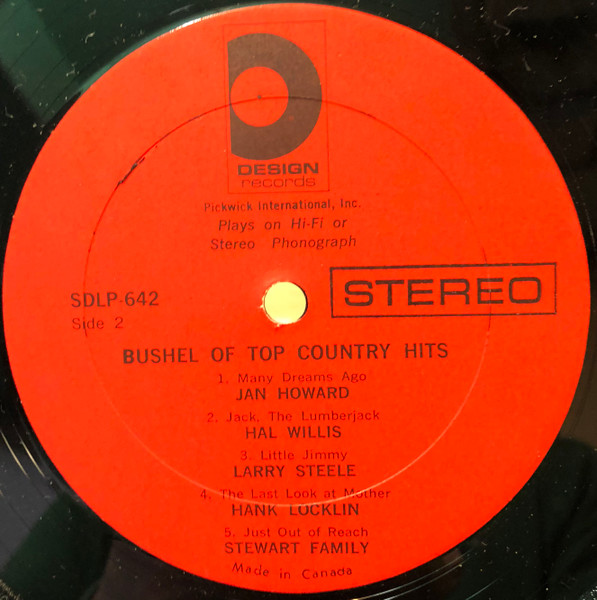 DESIGN
records
Pickwick International, Inc.
Plays on Hi-Fi or
Stereo Phonograph
SDLP-642
Side 2
STEREO
BUSHEL OF TOP COUNTRY HITS
1. Many Dreams Ago
JAN HOWARD
2. Jack, The Lumberjack
HAL WILLIS
3. Little Jimmy
LARRY STEELE
4. The Last Look at Mother
HANK LOCKLIN
5. Just Out of Reach
STEWART FAMILY
Made in Canada